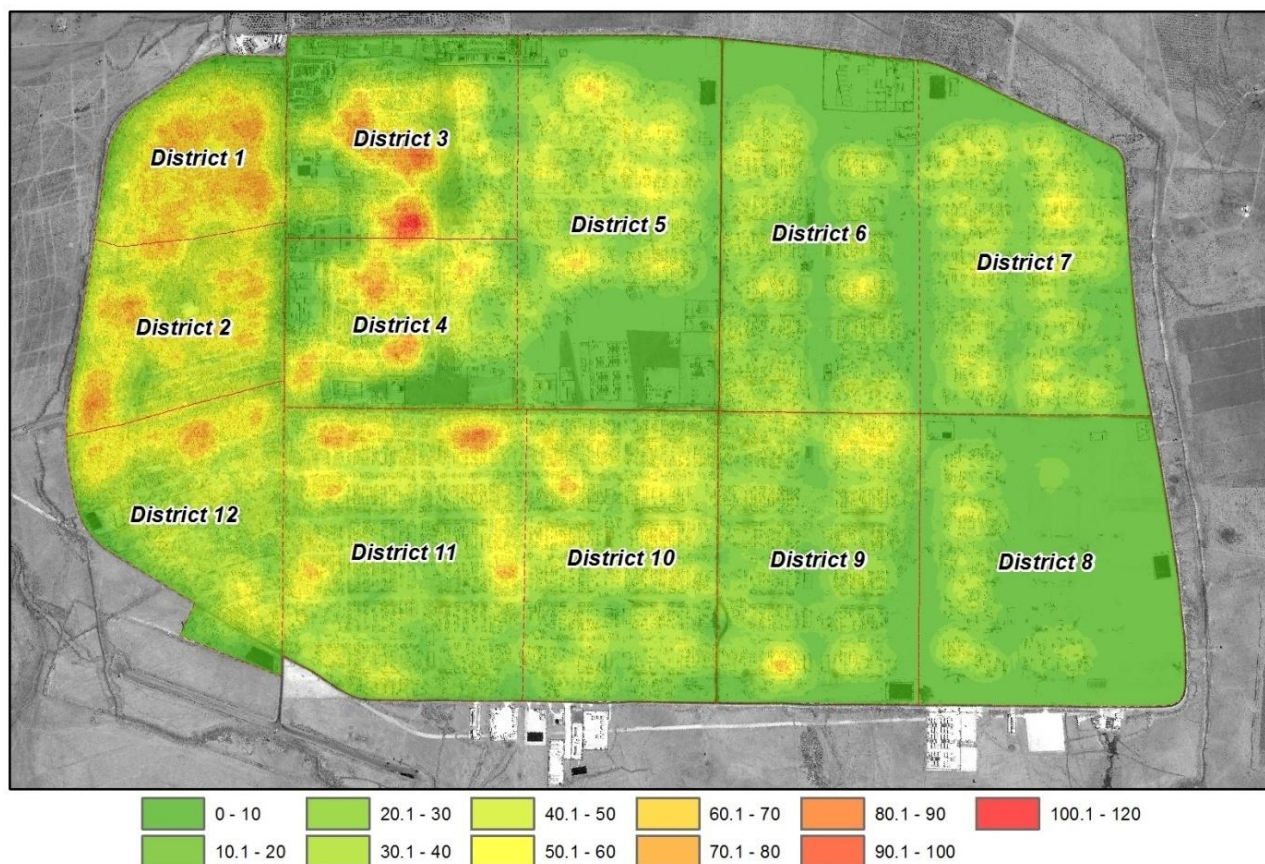 District 1
District 3
District 5
District 6
District 7
District 2
District 4
District 12
District 11
District 10
District 9
District 8
0 - 10
20.1 - 30
40.1 - 50
60.1 - 70
80.1 - 90
100.1 - 120
10.1 - 20
30.1 - 40
50.1 - 60
70.1 - 80
90.1 - 100